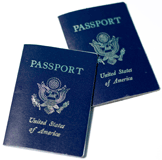 PASSPORT
United States
of America
PASSPORT
United States
of America